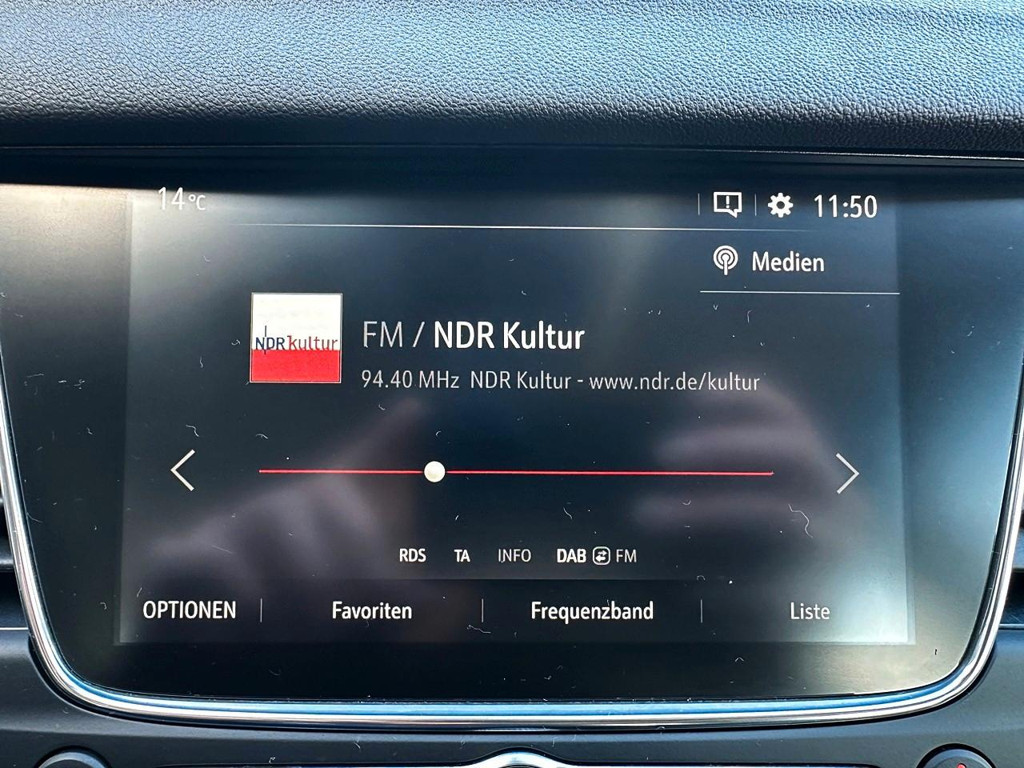 14°C
11:50
Medien
NDR kultur
FM / NDR Kultur
94.40 MHz NDR Kultur - www.ndr.de/kultur
RDS TA INFO DAB FM
OPTIONEN Favoriten Frequenzband Liste